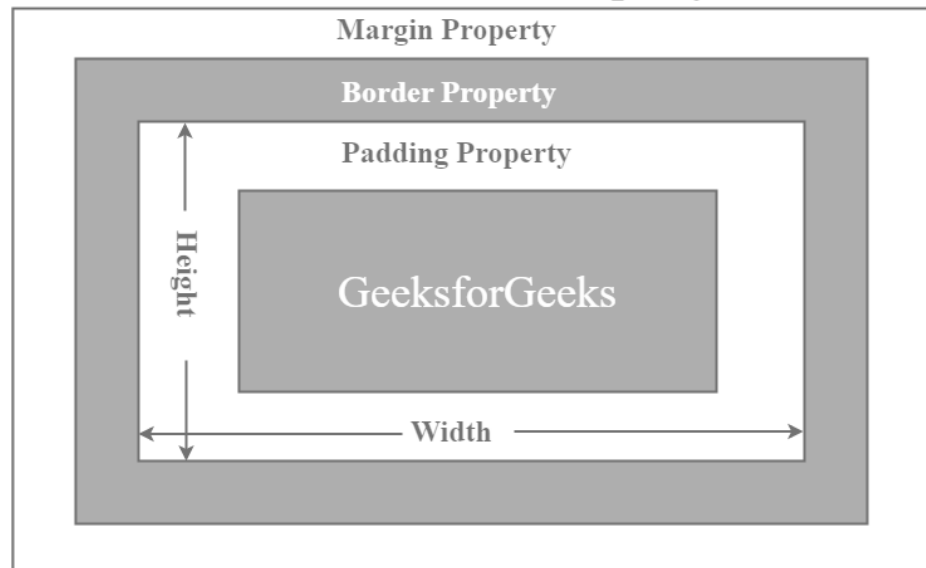 Margin Property
Border Property
Padding Property
Height
GeeksforGeeks
Width